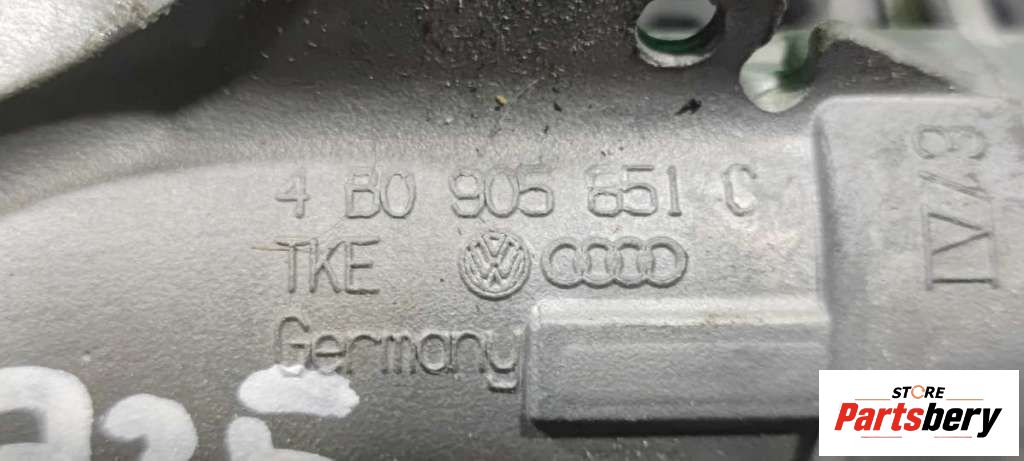 4 B0 905 851 C
TKE
Germany
STORE
Partsbery